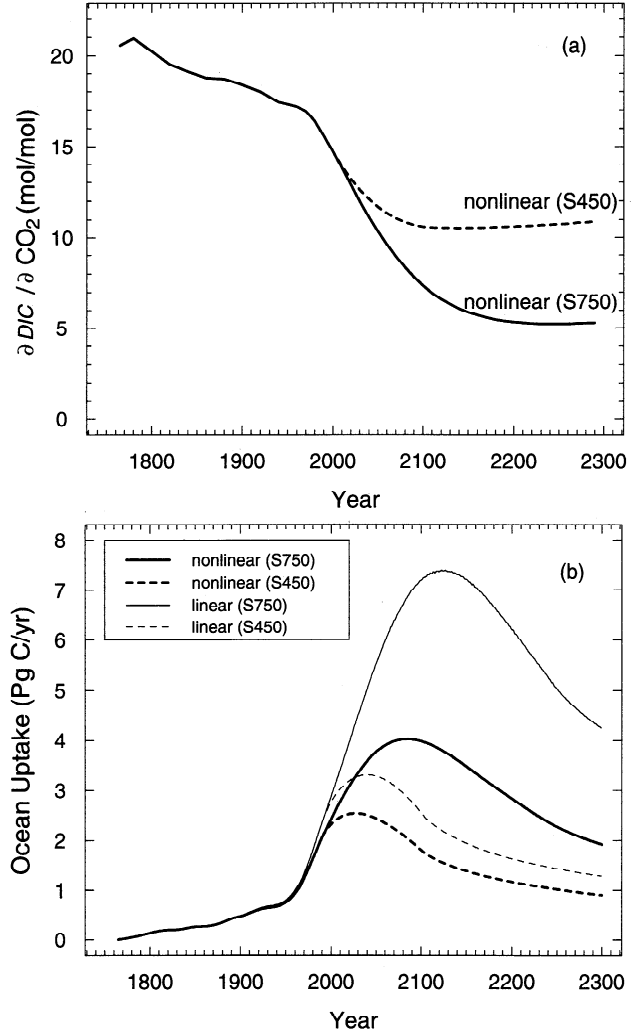 (a)
20
15
10
5
0
∂ DIC / ∂ CO₂ (mol/mol)
nonlinear (S450)
nonlinear (S750)
1800 1900 2000 2100 2200 2300
Year
8
7
6
5
4
3
2
1
0
Ocean Uptake (Pg C/yr)
(b)
nonlinear (S750)
nonlinear (S450)
linear (S750)
linear (S450)
1800 1900 2000 2100 2200 2300
Year